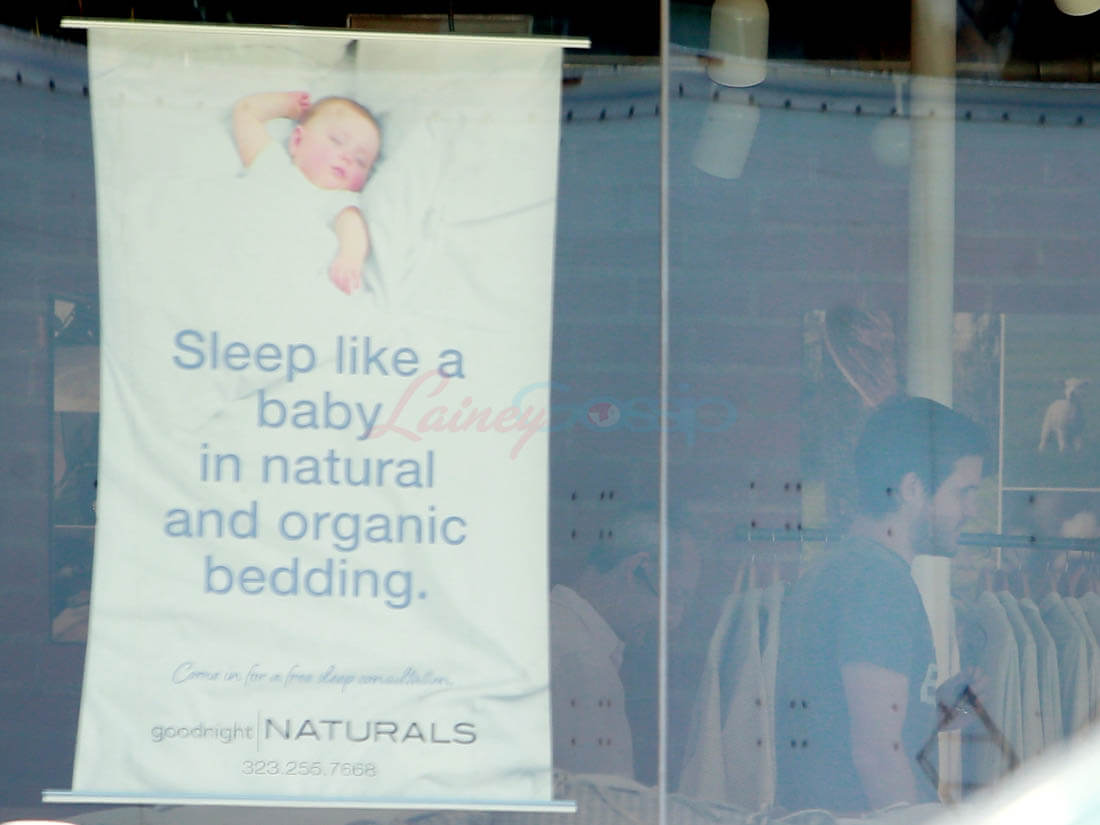 Sleep like a
baby
LaineyGossip
in natural
and organic
bedding.
Come in for a free sleep consultation.
goodnight NATURALS
323.255.7668